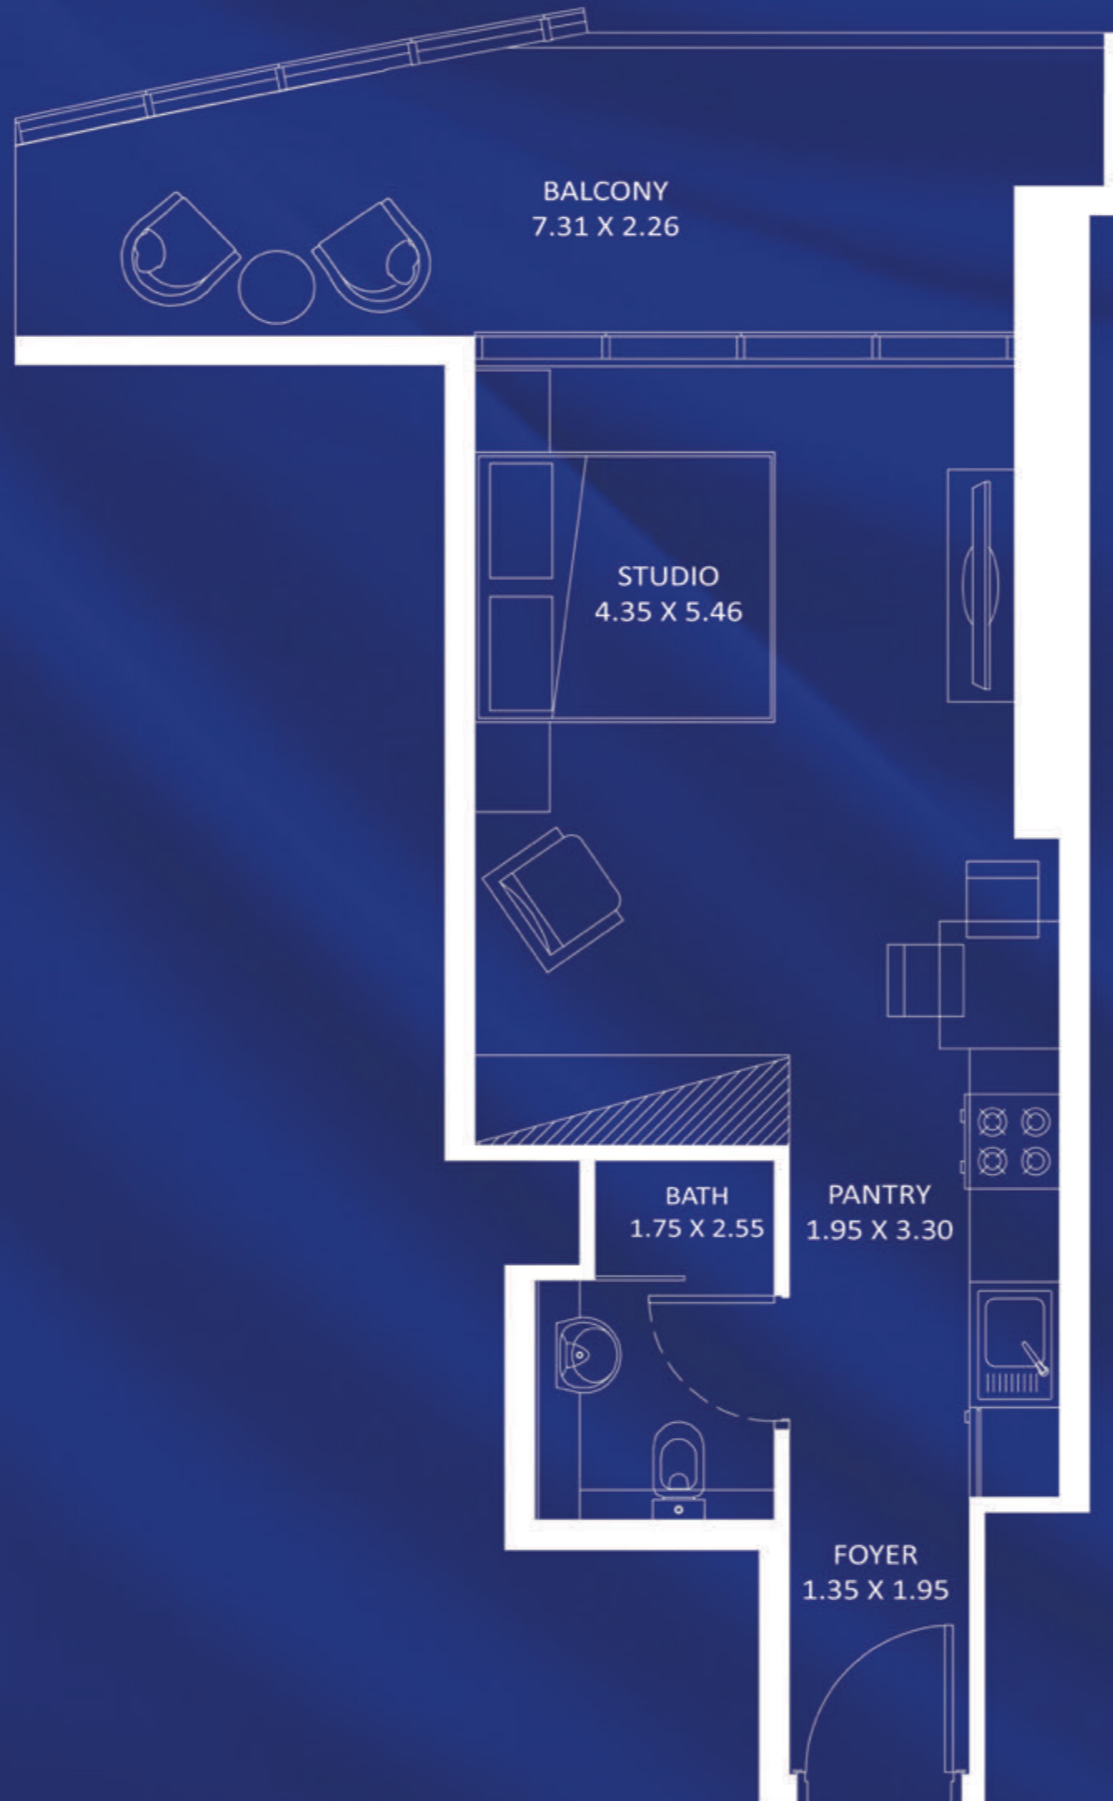 BALCONY
7.31 X 2.26
STUDIO
4.35 X 5.46
BATH
1.75 X 2.55
PANTRY
1.95 X 3.30
FOYER
1.35 X 1.95